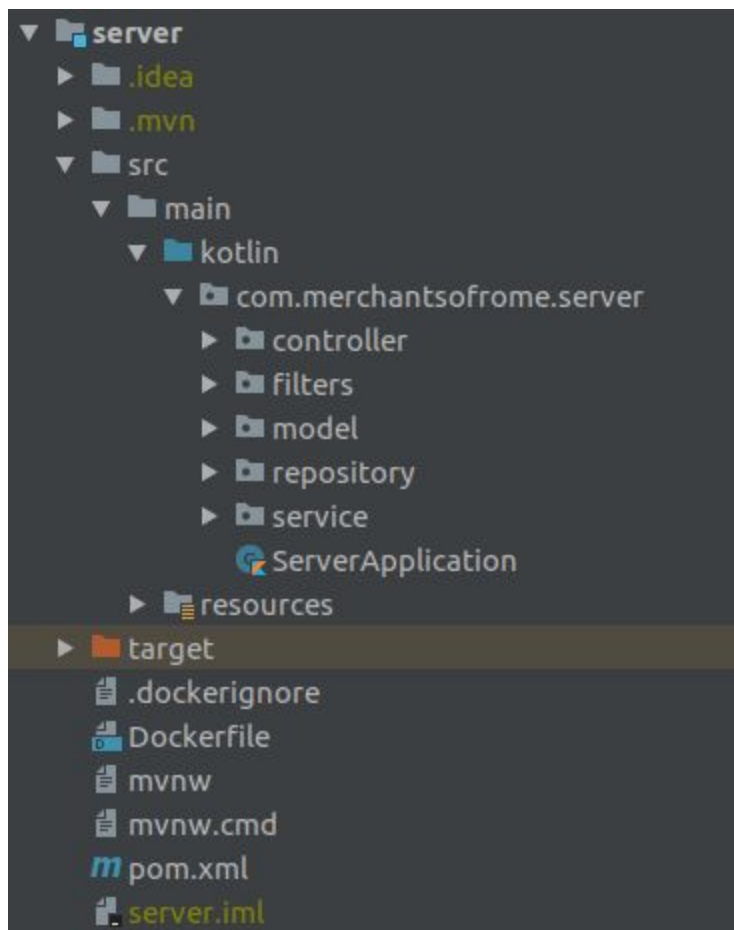 server
.idea
.mvn
src
main
kotlin
com.merchantsofrome.server
controller
filters
model
repository
service
ServerApplication
resources
target
.dockerignore
Dockerfile
mvnw
mvnw.cmd
pom.xml
server.iml